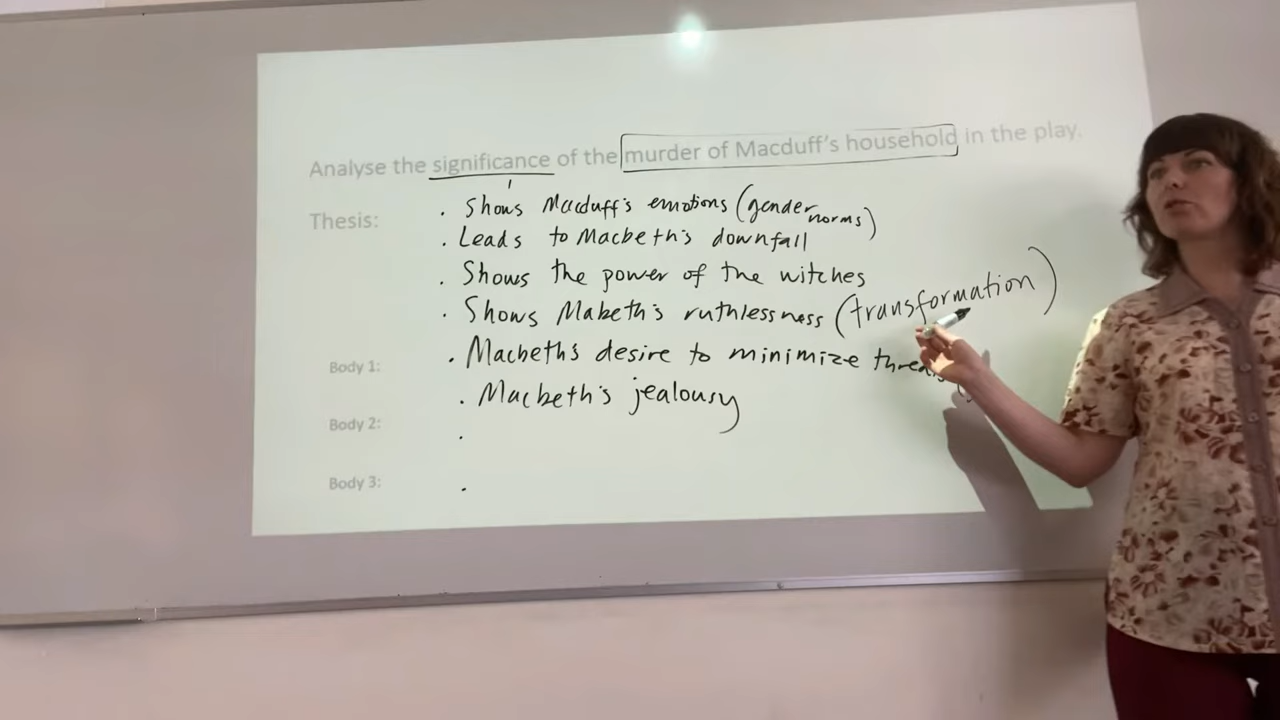 Analyse the significance of the murder of Macduff's household in the play.
Thesis:
. Shows Macduff's emotions (gender norms)
. Leads to Macbeth's downfall
. Shows the power of the witches
. Shows Mabeth's ruthlessness (transformation)
Body 1:
. Macbeth's desire to minimize
. Macbeth's jealousy
Body 2:
.
Body 3:
.